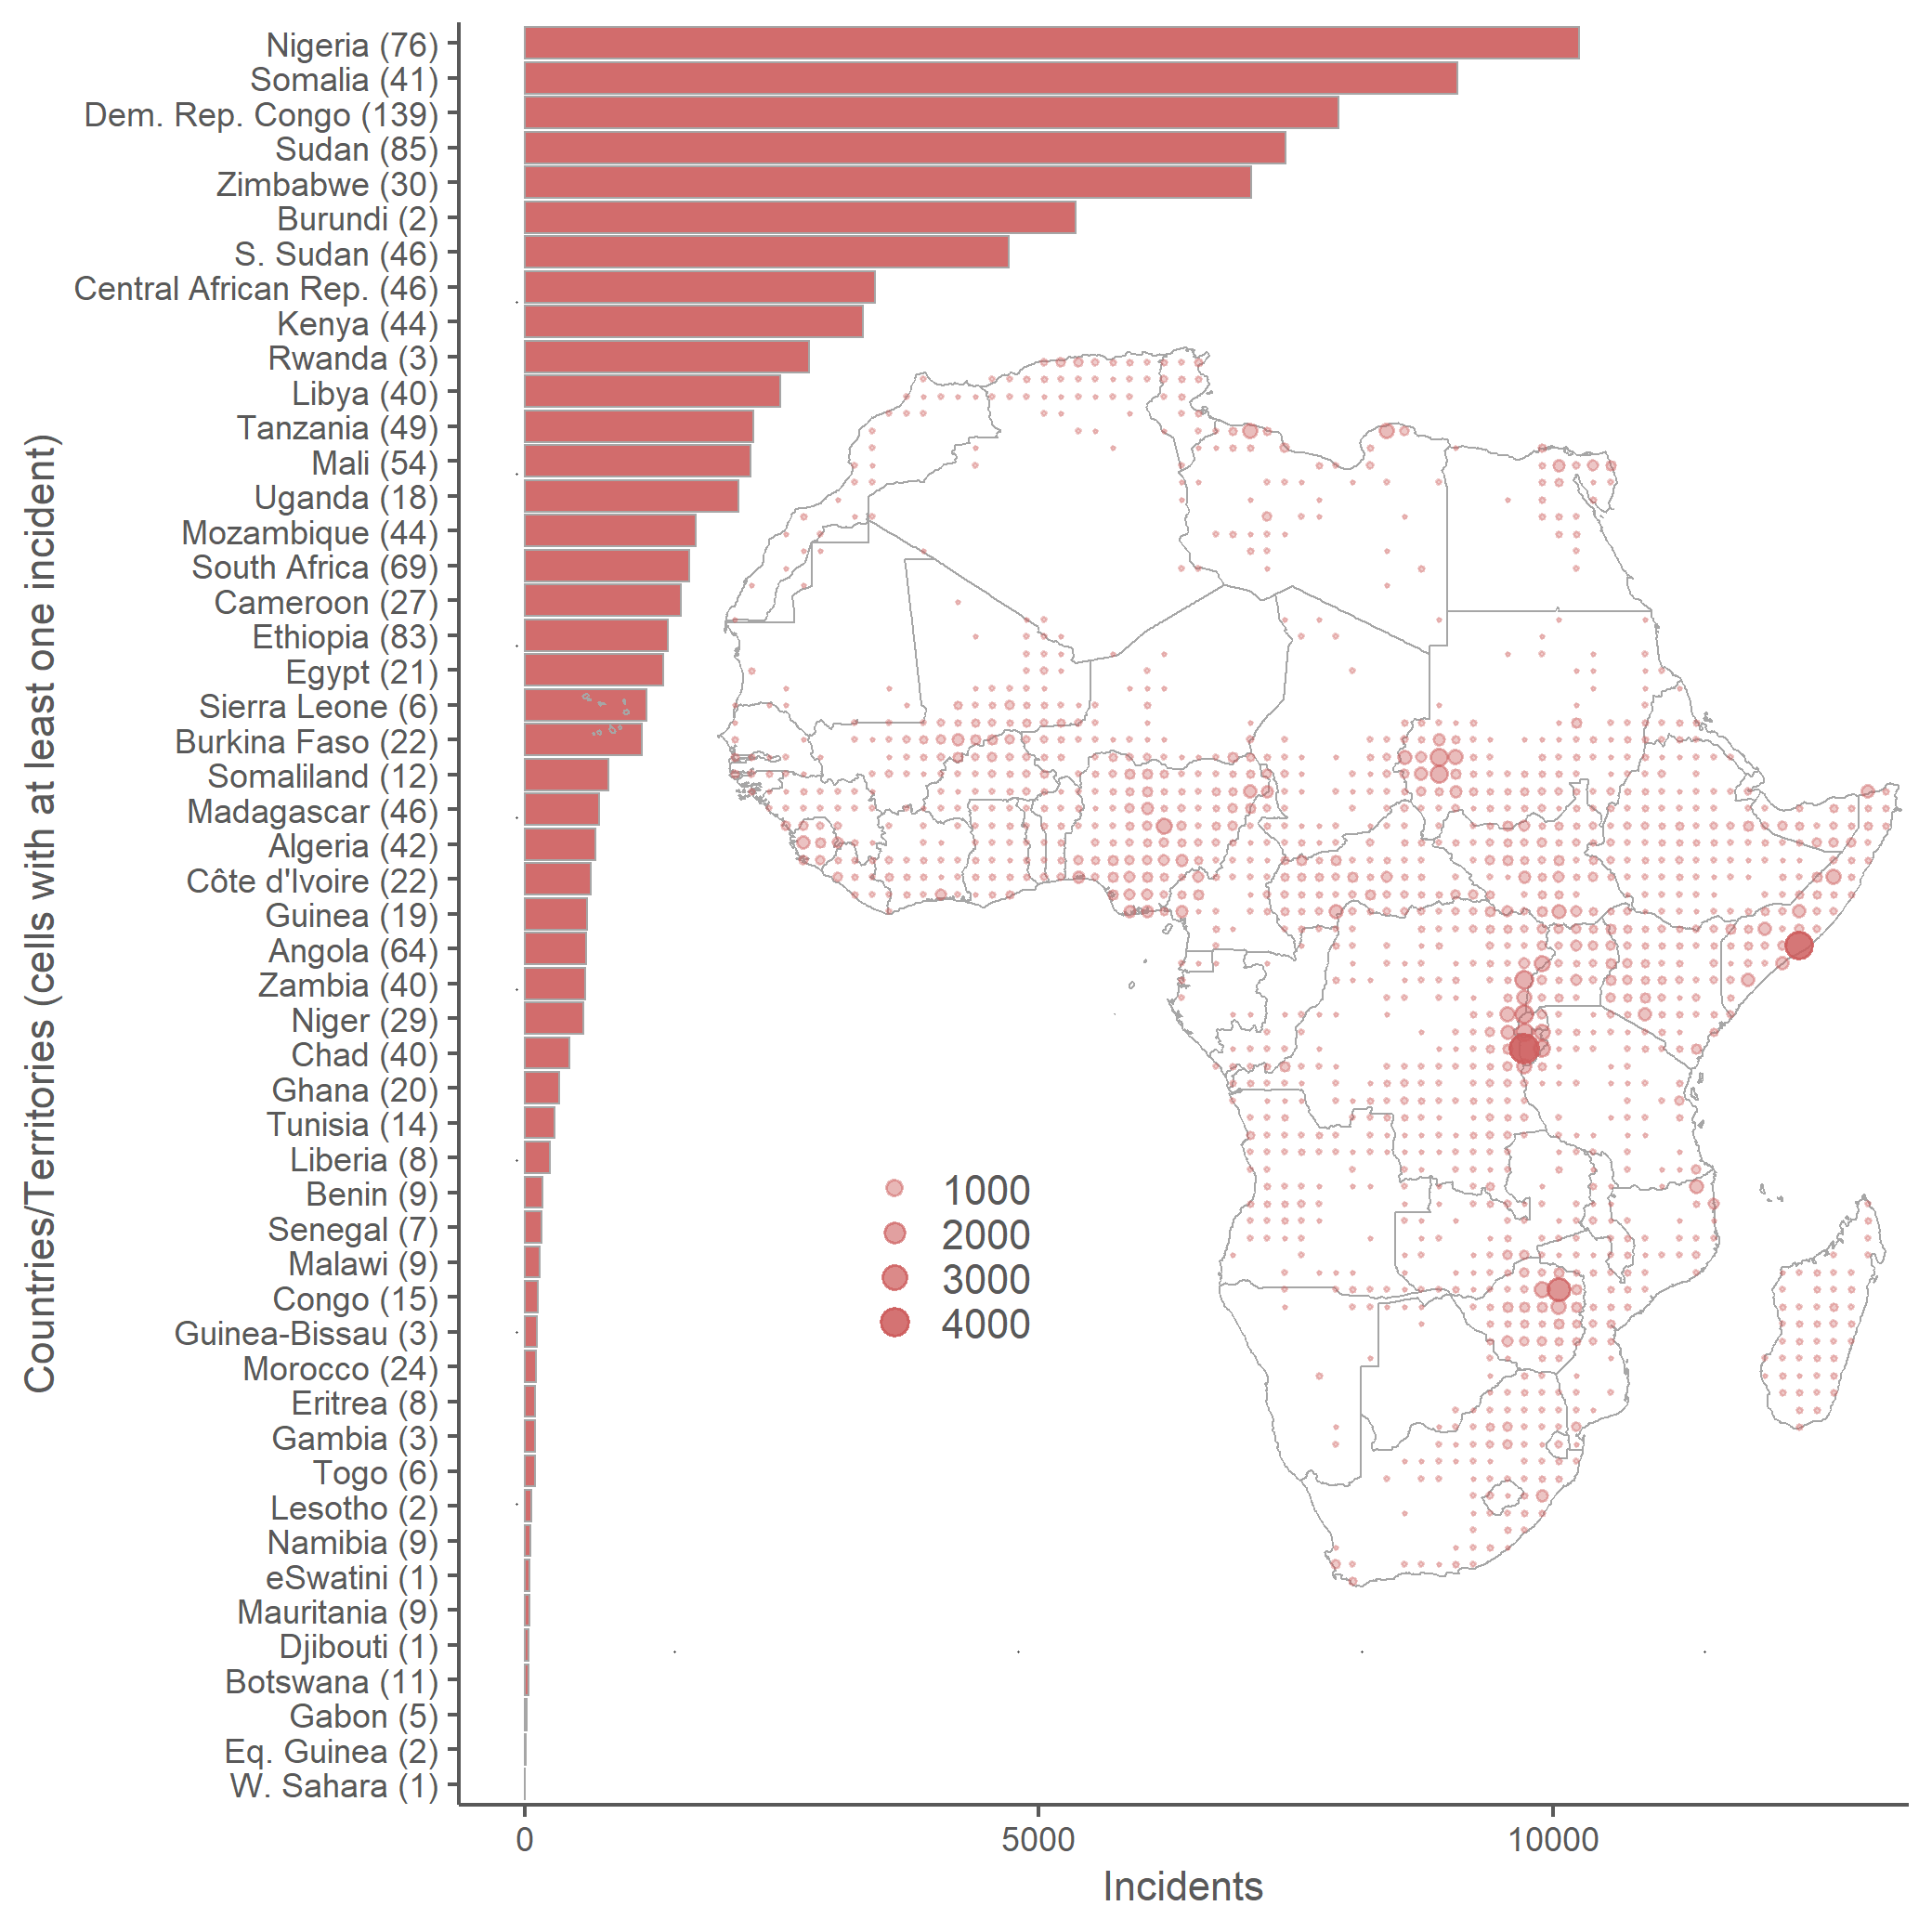 Countries/Territories (cells with at least one incident)
Nigeria (76)
Somalia (41)
Dem. Rep. Congo (139)
Sudan (85)
Zimbabwe (30)
Burundi (2)
S. Sudan (46)
Central African Rep. (46)
Kenya (44)
Rwanda (3)
Libya (40)
Tanzania (49)
Mali (54)
Uganda (18)
Mozambique (44)
South Africa (69)
Cameroon (27)
Ethiopia (83)
Egypt (21)
Sierra Leone (6)
Burkina Faso (22)
Somaliland (12)
Madagascar (46)
Algeria (42)
Côte d'Ivoire (22)
Guinea (19)
Angola (64)
Zambia (40)
Niger (29)
Chad (40)
Ghana (20)
Tunisia (14)
Liberia (8)
Benin (9)
Senegal (7)
Malawi (9)
Congo (15)
Guinea-Bissau (3)
Morocco (24)
Eritrea (8)
Gambia (3)
Togo (6)
Lesotho (2)
Namibia (9)
eSwatini (1)
Mauritania (9)
Djibouti (1)
Botswana (11)
Gabon (5)
Eq. Guinea (2)
W. Sahara (1)
1000
2000
3000
4000
0 5000 10000
Incidents